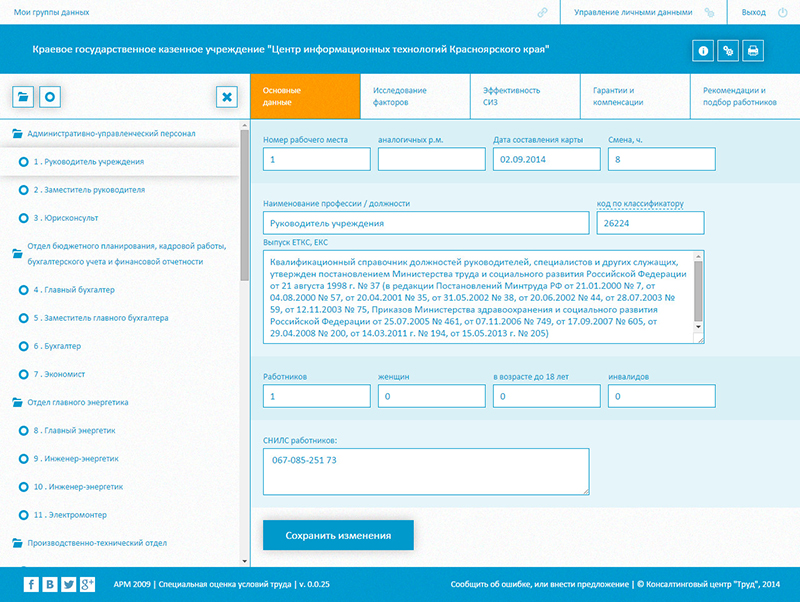 Мои группы данных
Управление личными данными
Выход
Краевое государственное казенное учреждение "Центр информационных технологий Красноярского края"
Основные
данные
Исследование
факторов
Эффективность
СИЗ
Гарантии и
компенсации
Рекомендации и
подбор работников
Административно-управленческий персонал
1 . Руководитель учреждения
2 . Заместитель руководителя
3 . Юрисконсульт
Отдел бюджетного планирования, кадровой работы,
бухгалтерского учета и финансовой отчетности
4 . Главный бухгалтер
5 . Заместитель главного бухгалтера
6 . Бухгалтер
7 . Экономист
Отдел главного энергетика
8 . Главный энергетик
9 . Инженер-энергетик
10 . Инженер-энергетик
11 . Электромонтер
Производственно-технический отдел
Номер рабочего места
аналогичных р.м.
Дата составления карты
Смена, ч.
1
02.09.2014
8
Наименование профессии / должности
код по классификатору
Руководитель учреждения
26224
Выпуск ЕТКС, ЕКС
Квалификационный справочник должностей руководителей, специалистов и других служащих,
утвержден постановлением Министерства труда и социального развития Российской Федерации
от 21 августа 1998 г. № 37 (в редакции Постановлений Минтруда РФ от 21.01.2000 № 7, от
04.08.2000 № 57, от 20.04.2001 № 35, от 31.05.2002 № 38, от 20.06.2002 № 44, от 28.07.2003 №
59, от 12.11.2003 № 75, Приказов Министерства здравоохранения и социального развития
Российской Федерации от 25.07.2005 № 461, от 07.11.2006 № 749, от 17.09.2007 № 605, от
29.04.2008 № 200, от 14.03.2011 г. № 194, от 15.05.2013 г. № 205)
Работников
женщин
в возрасте до 18 лет
инвалидов
1
0
0
0
СНИЛС работников:
067-085-251 73
Сохранить изменения
АРМ 2009 | Специальная оценка условий труда | v. 0.0.25
Сообщить об ошибке, или внести предложение | © Консалтинговый центр "Труд", 2014